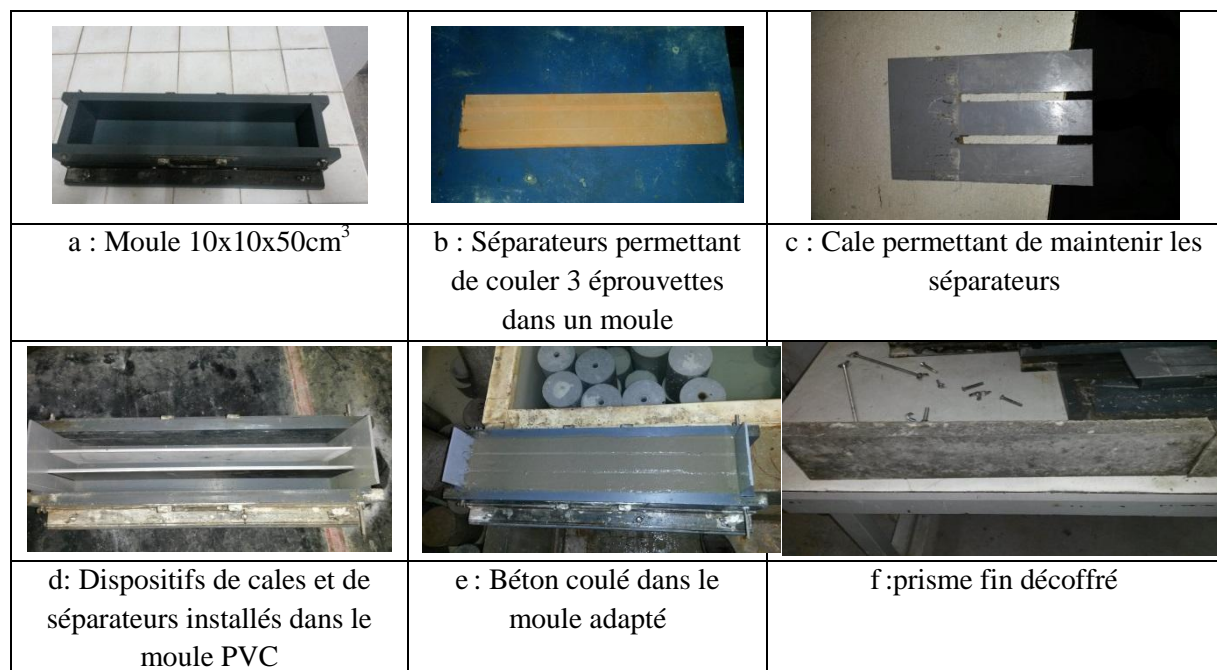 a : Moule 10x10x50cm³
b : Séparateurs permettant
de couler 3 éprouvettes
dans un moule
c : Cale permettant de maintenir les
séparateurs
d: Dispositifs de cales et de
séparateurs installés dans le
moule PVC
e : Béton coulé dans le
moule adapté
f :prisme fin décoffré